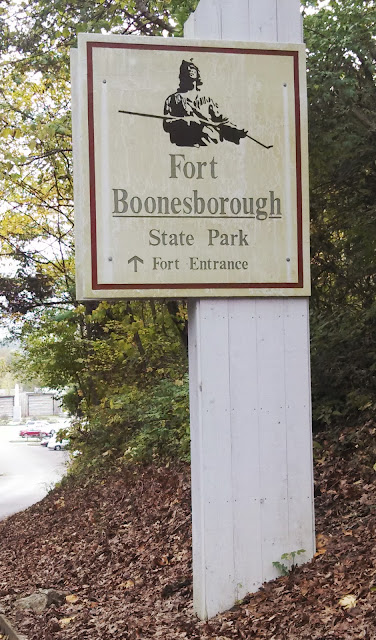 Fort
Boonesborough
State Park
↑ Fort Entrance